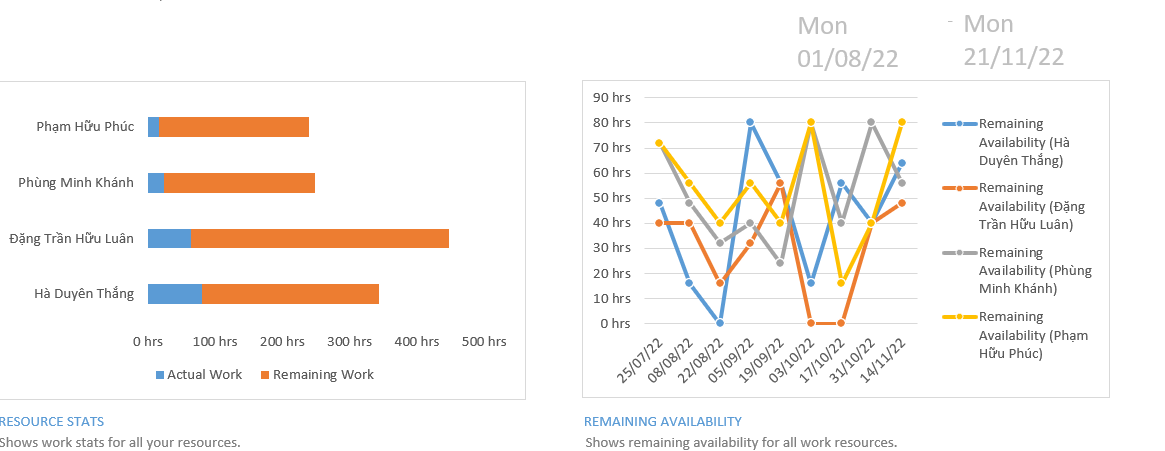 Mon
01/08/22
-
Mon
21/11/22
Phạm Hữu Phúc
Phùng Minh Khánh
Đặng Trần Hữu Luân
Hà Duyên Thắng
0 hrs 100 hrs 200 hrs 300 hrs 400 hrs 500 hrs
Actual Work Remaining Work
RESOURCE STATS
Shows work stats for all your resources.
90 hrs
80 hrs
70 hrs
60 hrs
50 hrs
40 hrs
30 hrs
20 hrs
10 hrs
0 hrs
25/07/22 08/08/22 22/08/22 05/09/22 19/09/22 03/10/22 17/10/22 31/10/22 14/11/22
Remaining
Availability (Hà
Duyên Thắng)
Remaining
Availability (Đặng
Trần Hữu Luân)
Remaining
Availability (Phùng
Minh Khánh)
Remaining
Availability (Phạm
Hữu Phúc)
REMAINING AVAILABILITY
Shows remaining availability for all work resources.